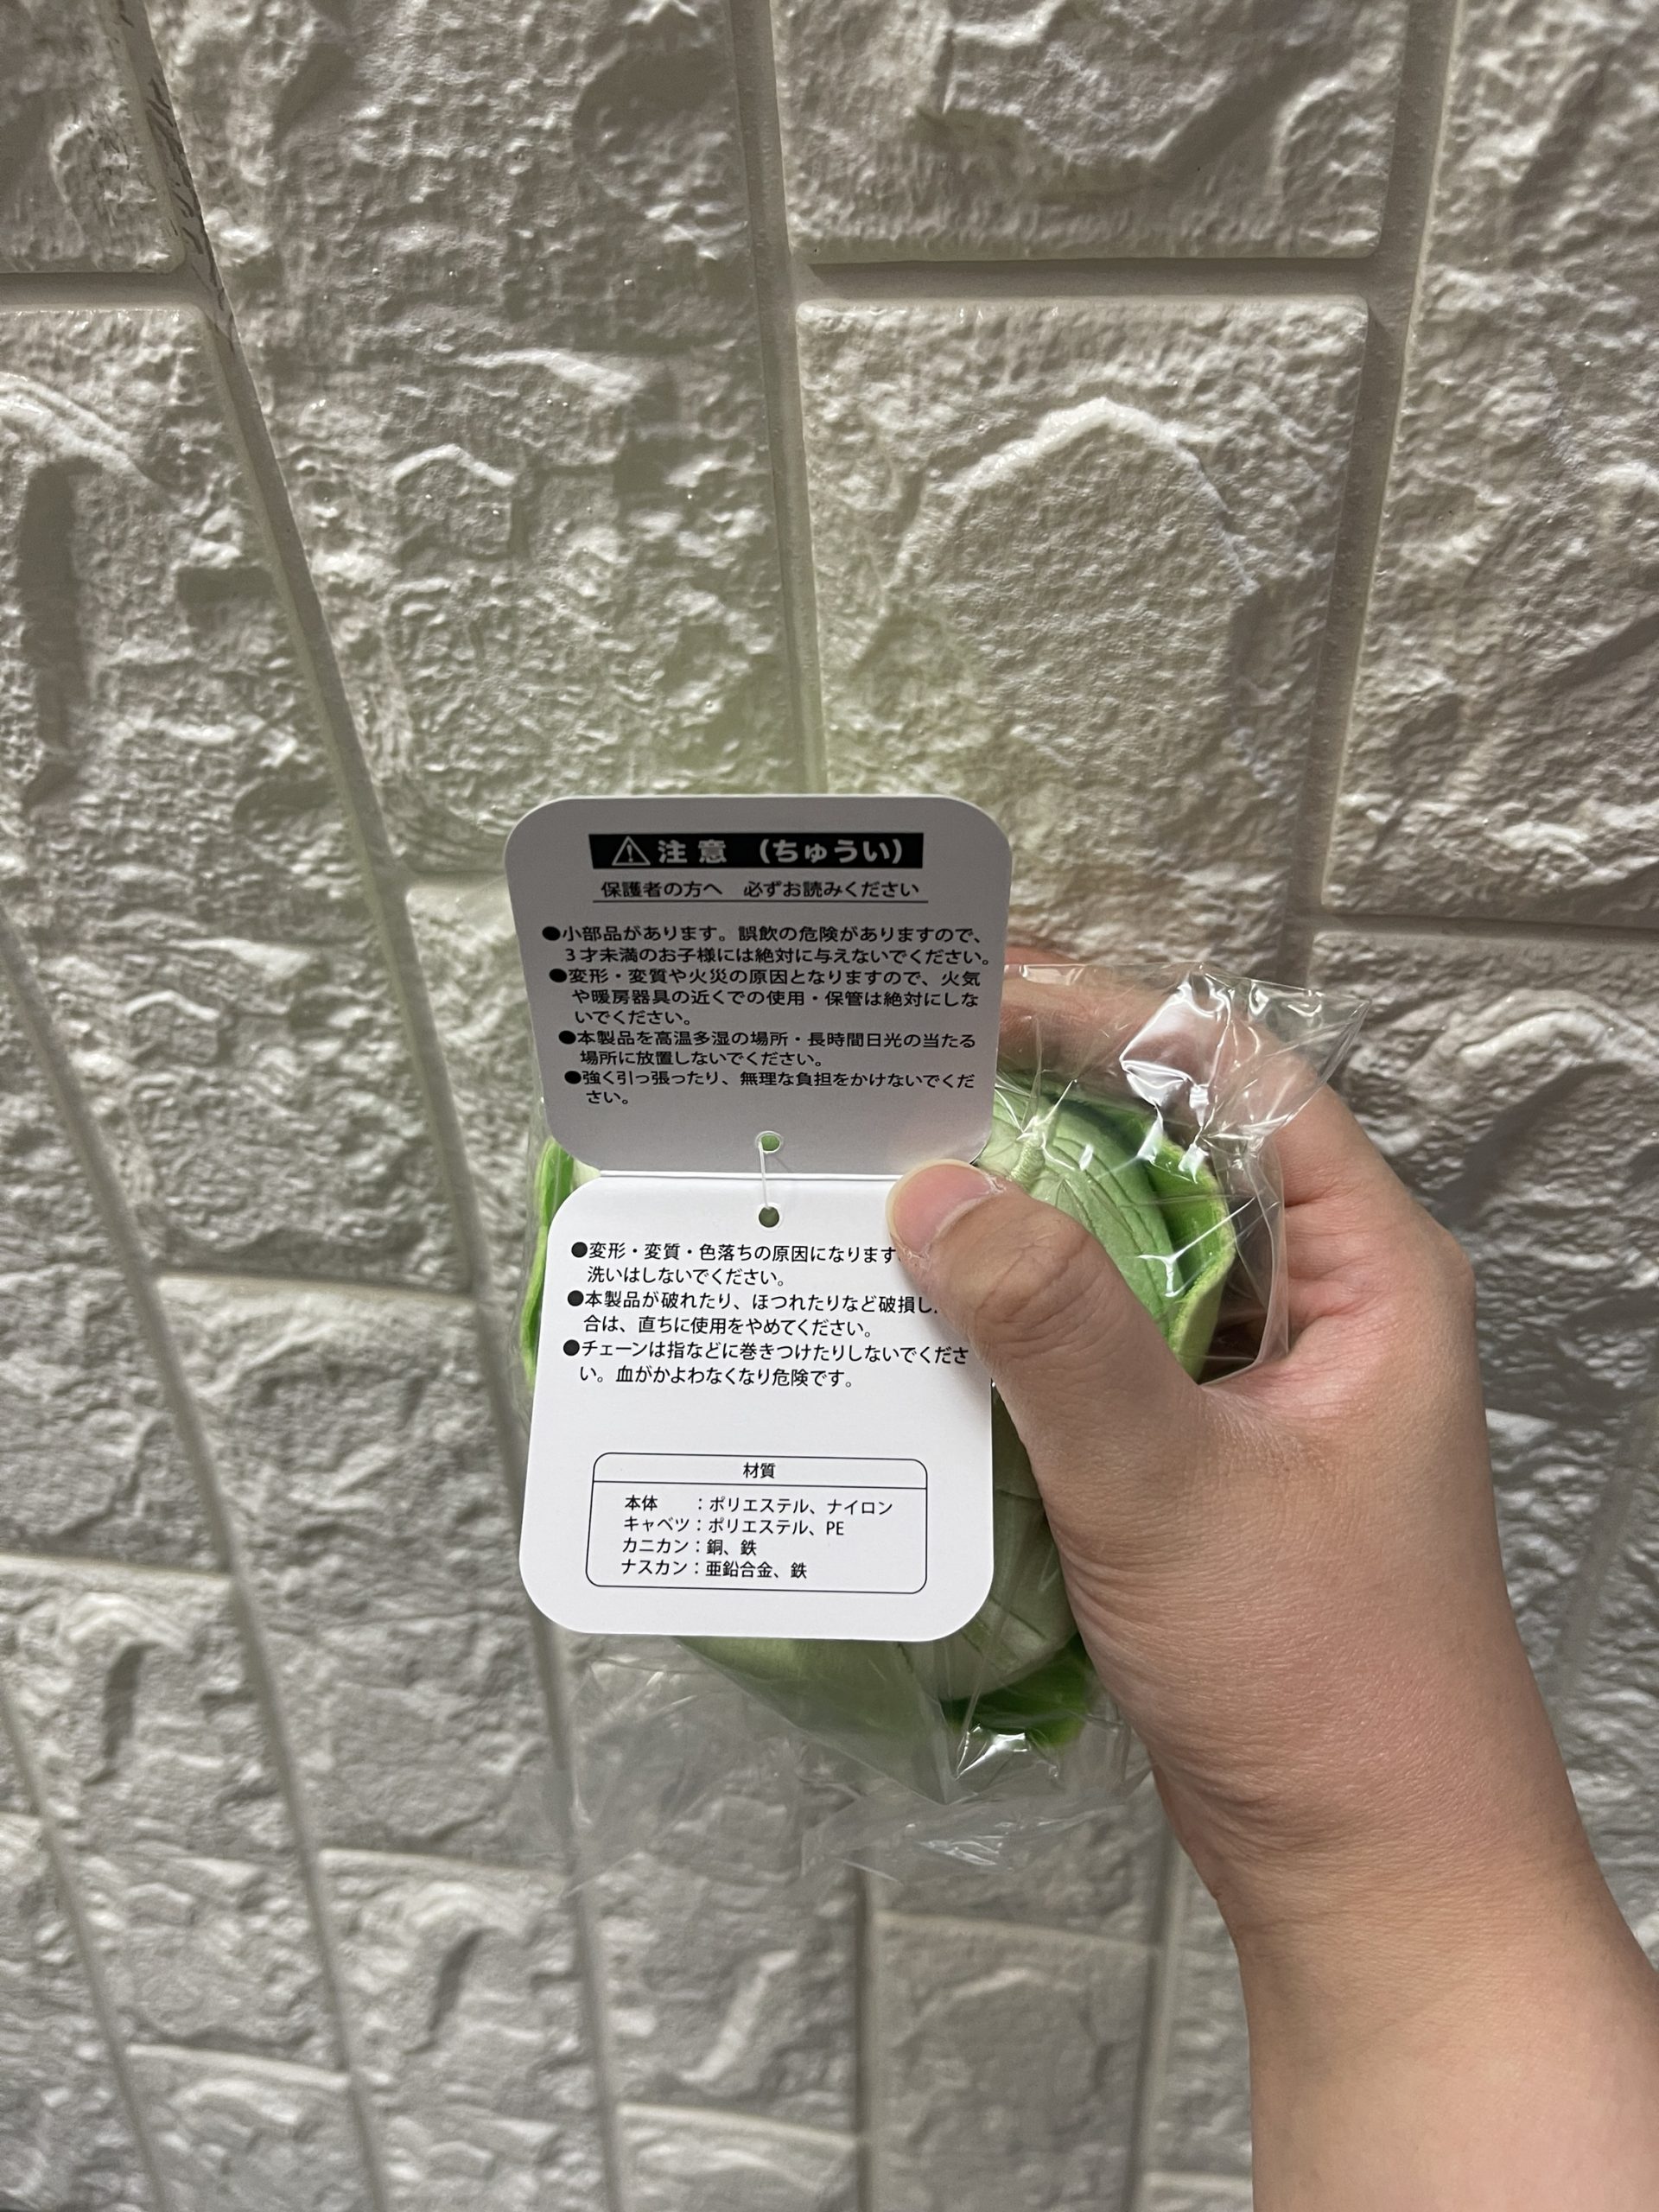 ⚠注意 （ちゅうい）
保護者の方へ 必ずお読みください
●小部品があります。誤飲の危険がありますので、
３才未満のお子様には絶対に与えないでください。
●変形・変質や火災の原因となりますので、火気
や暖房器具の近くでの使用・保管は絶対にしな
いでください。
●本製品を高温多湿の場所・長時間日光の当たる
場所に放置しないでください。
●強く引っ張ったり、無理な負担をかけないでくだ
さい。
●変形・変質・色落ちの原因になります
洗いはしないでください。
●本製品が破れたり、ほつれたりなど破損し
合は、直ちに使用をやめてください。
●チェーンは指などに巻きつけたりしないでくださ
い。血がかよわなくなり危険です。
材質
本体 ：ポリエステル、ナイロン
キャベツ：ポリエステル、PE
カニカン：銅、鉄
ナスカン：亜鉛合金、鉄